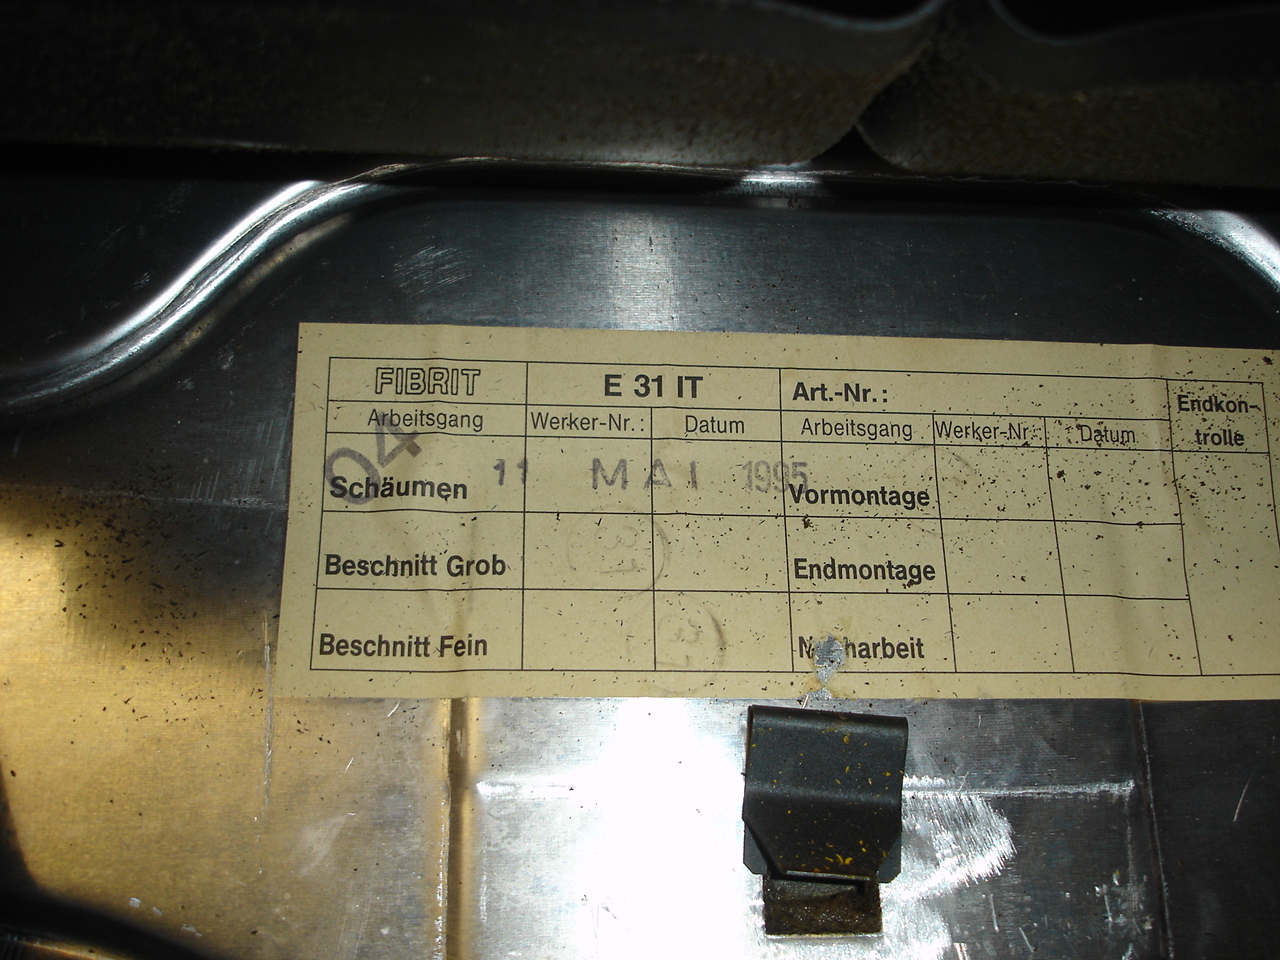 FIBRIT E 31 IT Art.-Nr.: Endkon-
Arbeitsgang Werker-Nr.: Datum Arbeitsgang Werker-Nr. Datum trolle
04
11 MAI 1995
Schäumen Vormontage
Beschnitt Grob Endmontage
Beschnitt Fein